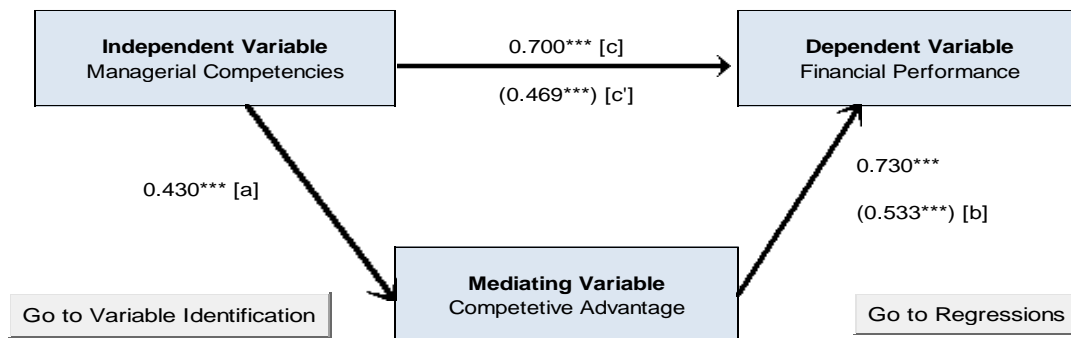 Independent Variable
Managerial Competencies
0.700*** [c]
(0.469***) [c']
Dependent Variable
Financial Performance
0.430*** [a]
0.730***
(0.533***) [b]
Mediating Variable
Competetive Advantage
Go to Variable Identification
Go to Regressions